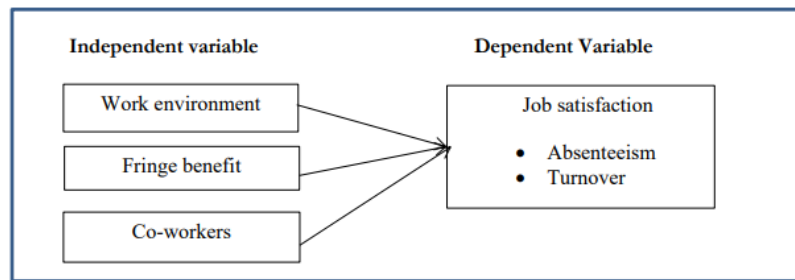 Independent variable
Dependent Variable
Work environment
Fringe benefit
Co-workers
Job satisfaction
• Absenteeism
• Turnover